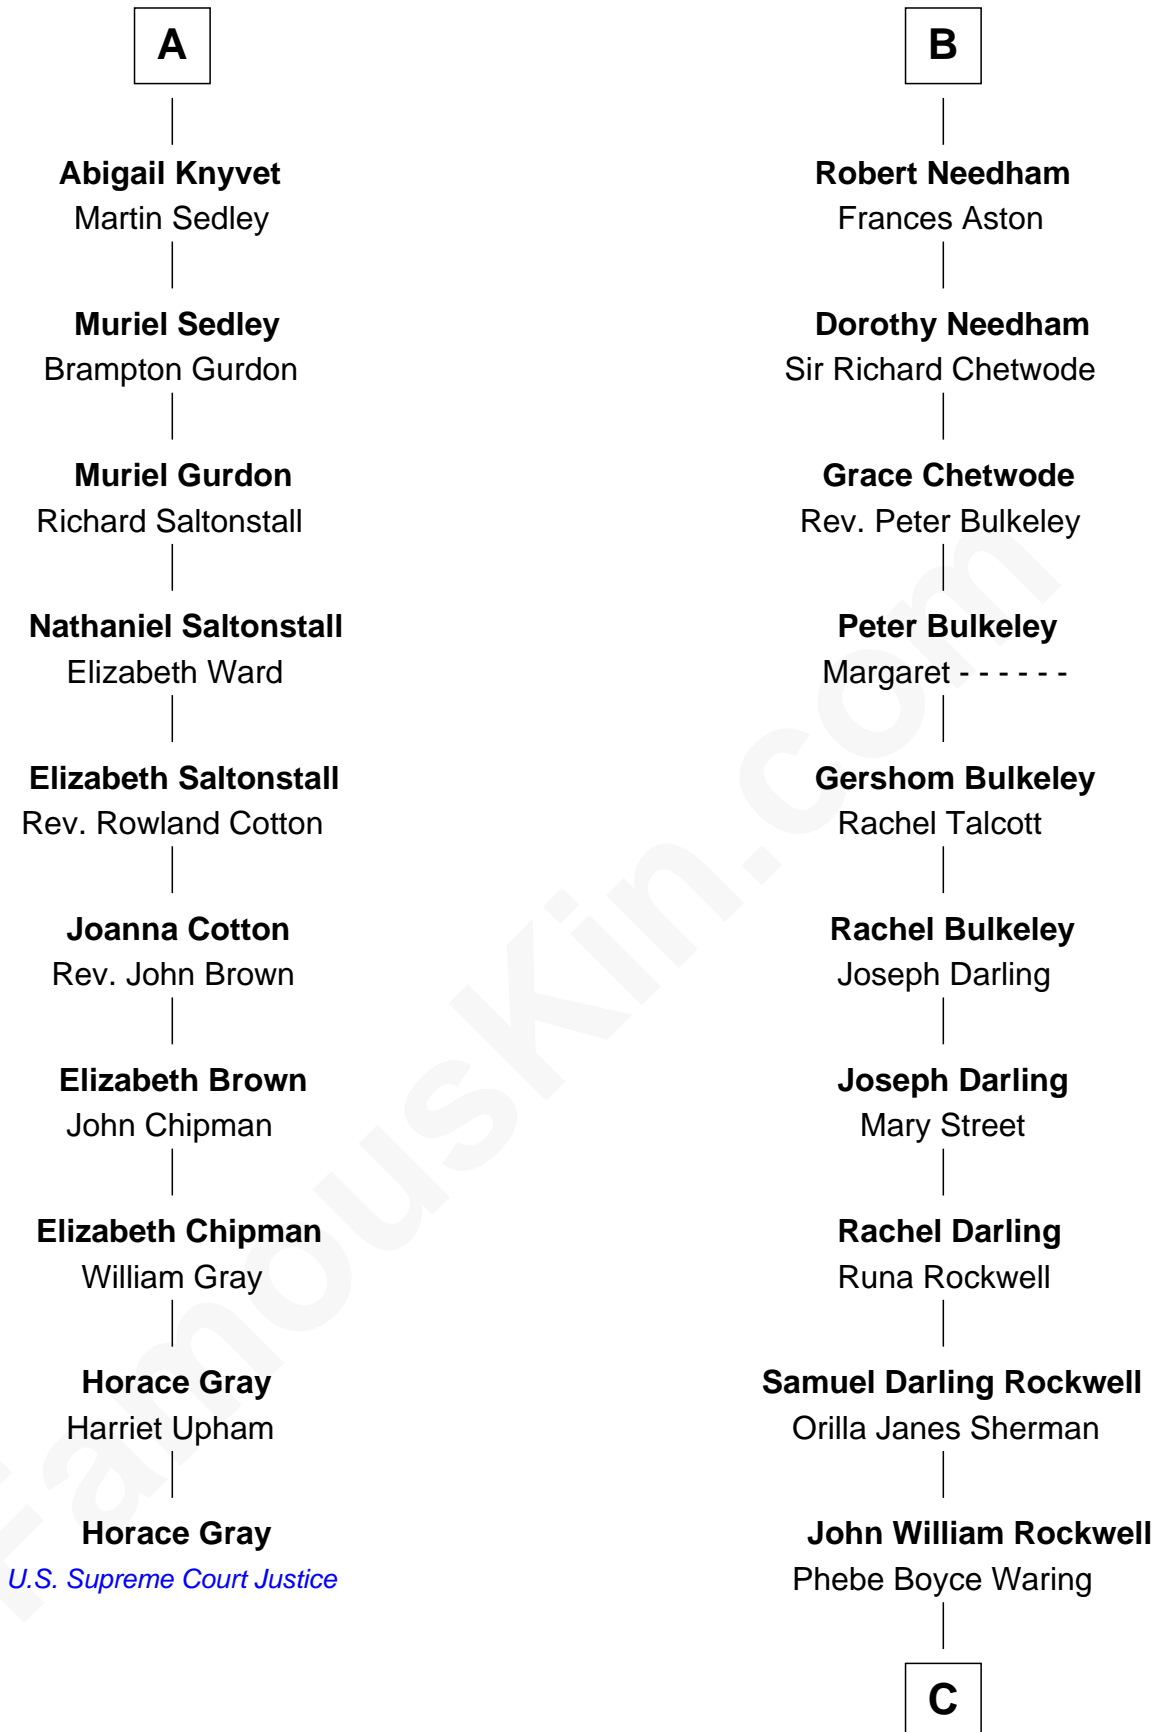 A
Abigail Knyvet
Martin Sedley
Muriel Sedley
Brampton Gurdon
Muriel Gurdon
Richard Saltonstall
Nathaniel Saltonstall
Elizabeth Ward
Elizabeth Saltonstall
Rev. Rowland Cotton
Joanna Cotton
Rev. John Brown
Elizabeth Brown
John Chipman
Elizabeth Chipman
William Gray
Horace Gray
Harriet Upham
Horace Gray
U.S. Supreme Court Justice
B
Robert Needham
Frances Aston
Dorothy Needham
Sir Richard Chetwode
Grace Chetwode
Rev. Peter Bulkeley
Peter Bulkeley
Margaret - - - - - -
Gershom Bulkeley
Rachel Talcott
Rachel Bulkeley
Joseph Darling
Joseph Darling
Mary Street
Rachel Darling
Runa Rockwell
Samuel Darling Rockwell
Orilla Janes Sherman
John William Rockwell
Phebe Boyce Waring
C
FamousKin.com